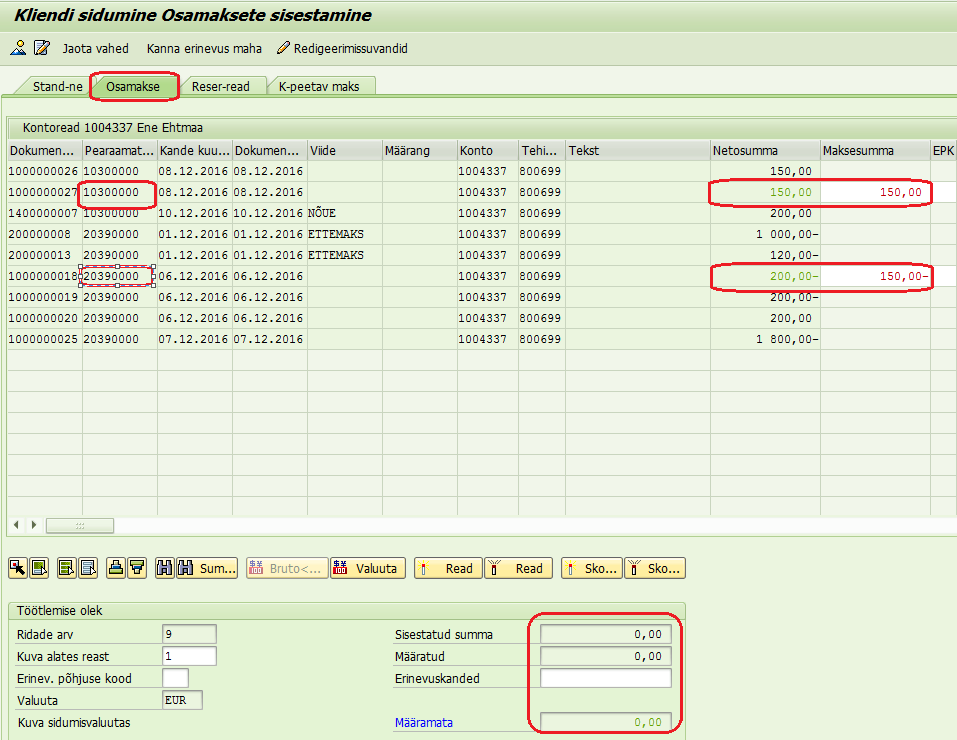 Kliendi sidumine Osamaksete sisestamine
Jaota vahed Kanna erinevus maha Redigeerimissuvandid
Stand-ne Osamakse Reser-read K-peetav maks
Kontoread 1004337 Ene Ehtmaa
Dokumen... Pearaamat... Kande kuu... Dokumen... Viide Määrang Konto Tehi... Tekst Netosumma Maksesumma EPK
1000000026 10300000 08.12.2016 08.12.2016 1004337 800699 150,00
1000000027 10300000 08.12.2016 08.12.2016 1004337 800699 150,00 150,00
1400000007 10300000 10.12.2016 10.12.2016 NÕUE 1004337 800699 200,00
200000008 20390000 01.12.2016 01.12.2016 ETTEMAKS 1004337 800699 1 000,00-
200000013 20390000 01.12.2016 01.12.2016 ETTEMAKS 1004337 800699 120,00-
1000000018 20390000 06.12.2016 06.12.2016 1004337 800699 200,00- 150,00-
1000000019 20390000 06.12.2016 06.12.2016 1004337 800699 200,00-
1000000020 20390000 06.12.2016 06.12.2016 1004337 800699 200,00
1000000025 20390000 07.12.2016 07.12.2016 1004337 800699 1 800,00-
Sum... Bruto<... Valuuta Read Read Sko... Sko...
Töötlemise olek
Ridade arv 9 Sisestatud summa 0,00
Kuva alates reast 1 Määratud 0,00
Erinev. põhjuse kood Erinevuskanded
Valuuta EUR
Kuva sidumisvaluutas Määramata 0,00